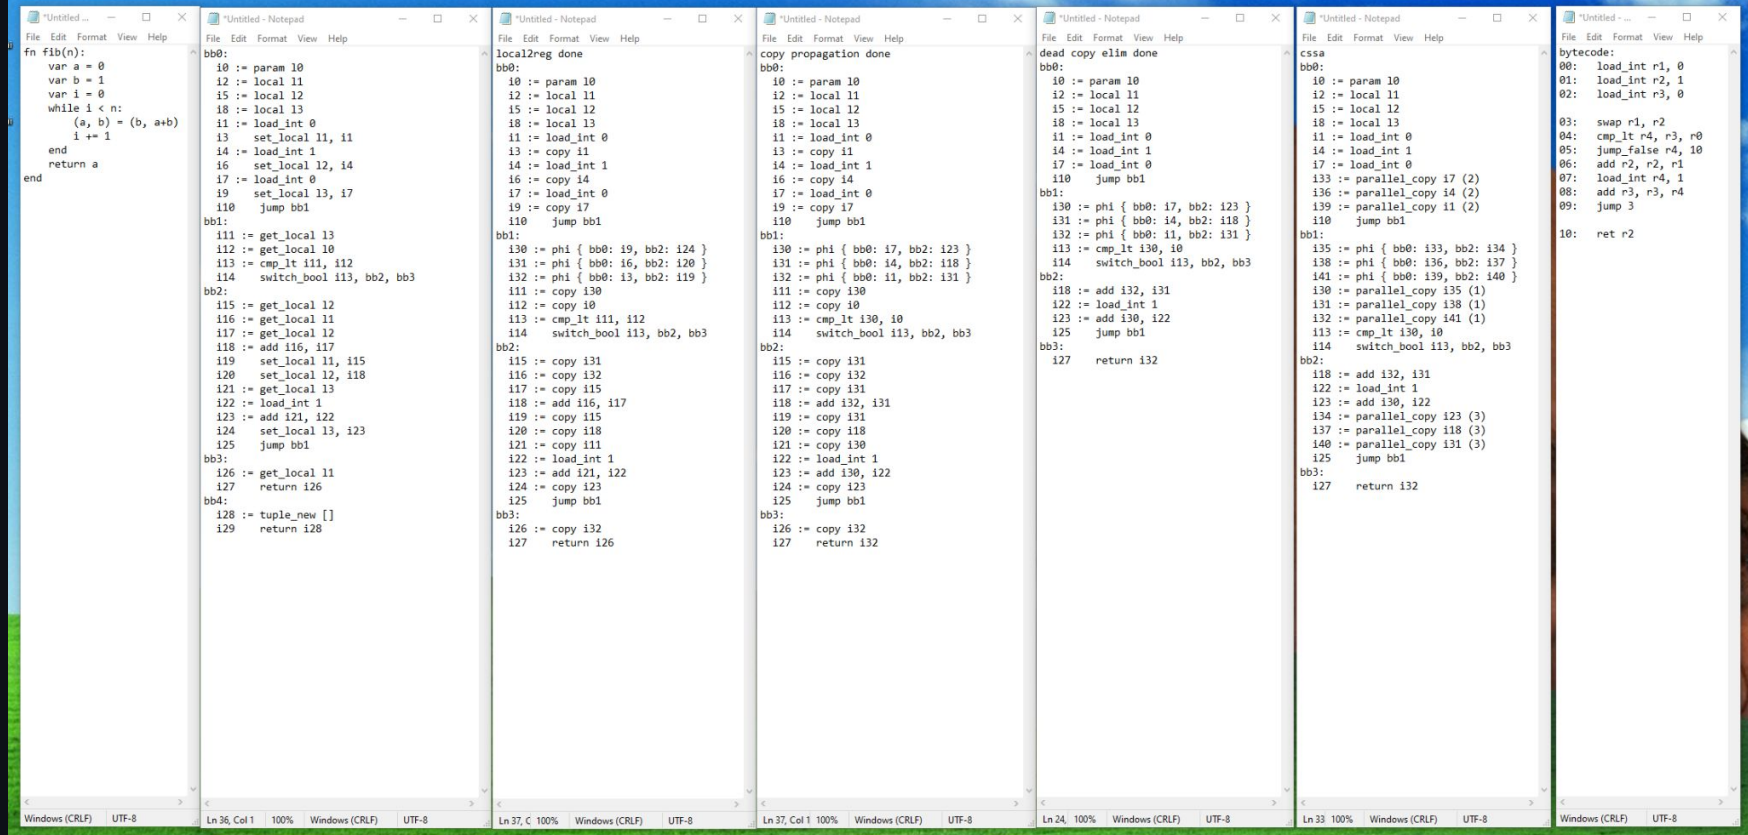 *Untitled ...
File Edit Format View Help
fn fib(n):
    var a = 0
    var b = 1
    var i = 0
    while i < n:
        (a, b) = (b, a+b)
        i += 1
    end
    return a
end
Windows (CRLF) UTF-8
*Untitled - Notepad
File Edit Format View Help
bb0:
  i0 := param l0
  i2 := local l1
  i5 := local l2
  i8 := local l3
  i1 := load_int 0
  i3    set_local l1, i1
  i4 := load_int 1
  i6    set_local l2, i4
  i7 := load_int 0
  i9    set_local l3, i7
  i10    jump bb1
bb1:
  i11 := get_local l3
  i12 := get_local l0
  i13 := cmp_lt i11, i12
  i14    switch_bool i13, bb2, bb3
bb2:
  i15 := get_local l2
  i16 := get_local l1
  i17 := get_local l2
  i18 := add i16, i17
  i19    set_local l1, i15
  i20    set_local l2, i18
  i21 := get_local l3
  i22 := load_int 1
  i23 := add i21, i22
  i24    set_local l3, i23
  i25    jump bb1
bb3:
  i26 := get_local l1
  i27    return i26
bb4:
  i28 := tuple_new []
  i29    return i28
Ln 36, Col 1 100% Windows (CRLF) UTF-8
*Untitled - Notepad
File Edit Format View Help
local2reg done
bb0:
  i0 := param l0
  i2 := local l1
  i5 := local l2
  i8 := local l3
  i1 := load_int 0
  i3 := copy i1
  i4 := load_int 1
  i6 := copy i4
  i7 := load_int 0
  i9 := copy i7
  i10    jump bb1
bb1:
  i30 := phi { bb0: i9, bb2: i24 }
  i31 := phi { bb0: i6, bb2: i20 }
  i32 := phi { bb0: i3, bb2: i19 }
  i11 := copy i30
  i12 := copy i0
  i13 := cmp_lt i11, i12
  i14    switch_bool i13, bb2, bb3
bb2:
  i15 := copy i31
  i16 := copy i32
  i17 := copy i15
  i18 := add i16, i17
  i19 := copy i15
  i20 := copy i18
  i21 := copy i11
  i22 := load_int 1
  i23 := add i21, i22
  i24 := copy i23
  i25    jump bb1
bb3:
  i26 := copy i32
  i27    return i26
Ln 37, C 100% Windows (CRLF) UTF-8
*Untitled - Notepad
File Edit Format View Help
copy propagation done
bb0:
  i0 := param l0
  i2 := local l1
  i5 := local l2
  i8 := local l3
  i1 := load_int 0
  i3 := copy i1
  i4 := load_int 1
  i6 := copy i4
  i7 := load_int 0
  i9 := copy i7
  i10    jump bb1
bb1:
  i30 := phi { bb0: i7, bb2: i23 }
  i31 := phi { bb0: i4, bb2: i18 }
  i32 := phi { bb0: i1, bb2: i31 }
  i11 := copy i30
  i12 := copy i0
  i13 := cmp_lt i30, i0
  i14    switch_bool i13, bb2, bb3
bb2:
  i15 := copy i31
  i16 := copy i32
  i17 := copy i31
  i18 := add i32, i31
  i19 := copy i31
  i20 := copy i18
  i21 := copy i30
  i22 := load_int 1
  i23 := add i30, i22
  i24 := copy i23
  i25    jump bb1
bb3:
  i26 := copy i32
  i27    return i32
Ln 37, Col 1 100% Windows (CRLF) UTF-8
*Untitled - Notepad
File Edit Format View Help
dead copy elim done
bb0:
  i0 := param l0
  i2 := local l1
  i5 := local l2
  i8 := local l3
  i1 := load_int 0
  i4 := load_int 1
  i7 := load_int 0
  i10    jump bb1
bb1:
  i30 := phi { bb0: i7, bb2: i23 }
  i31 := phi { bb0: i4, bb2: i18 }
  i32 := phi { bb0: i1, bb2: i31 }
  i13 := cmp_lt i30, i0
  i14    switch_bool i13, bb2, bb3
bb2:
  i18 := add i32, i31
  i22 := load_int 1
  i23 := add i30, i22
  i25    jump bb1
bb3:
  i27    return i32
Ln 24, 100% Windows (CRLF) UTF-8
*Untitled - Notepad
File Edit Format View Help
cssa
bb0:
  i0 := param l0
  i2 := local l1
  i5 := local l2
  i8 := local l3
  i1 := load_int 0
  i4 := load_int 1
  i7 := load_int 0
  i33 := parallel_copy i7 (2)
  i36 := parallel_copy i4 (2)
  i39 := parallel_copy i1 (2)
  i10    jump bb1
bb1:
  i35 := phi { bb0: i33, bb2: i34 }
  i38 := phi { bb0: i36, bb2: i37 }
  i41 := phi { bb0: i39, bb2: i40 }
  i30 := parallel_copy i35 (1)
  i31 := parallel_copy i38 (1)
  i32 := parallel_copy i41 (1)
  i13 := cmp_lt i30, i0
  i14    switch_bool i13, bb2, bb3
bb2:
  i18 := add i32, i31
  i22 := load_int 1
  i23 := add i30, i22
  i34 := parallel_copy i23 (3)
  i37 := parallel_copy i18 (3)
  i40 := parallel_copy i31 (3)
  i25    jump bb1
bb3:
  i27    return i32
Ln 33 100% Windows (CRLF) UTF-8
*Untitled - ...
File Edit Format View Help
bytecode:
00:   load_int r1, 0
01:   load_int r2, 1
02:   load_int r3, 0
03:   swap r1, r2
04:   cmp_lt r4, r3, r0
05:   jump_false r4, 10
06:   add r2, r2, r1
07:   load_int r4, 1
08:   add r3, r3, r4
09:   jump 3
10:   ret r2
Windows (CRLF) UTF-8